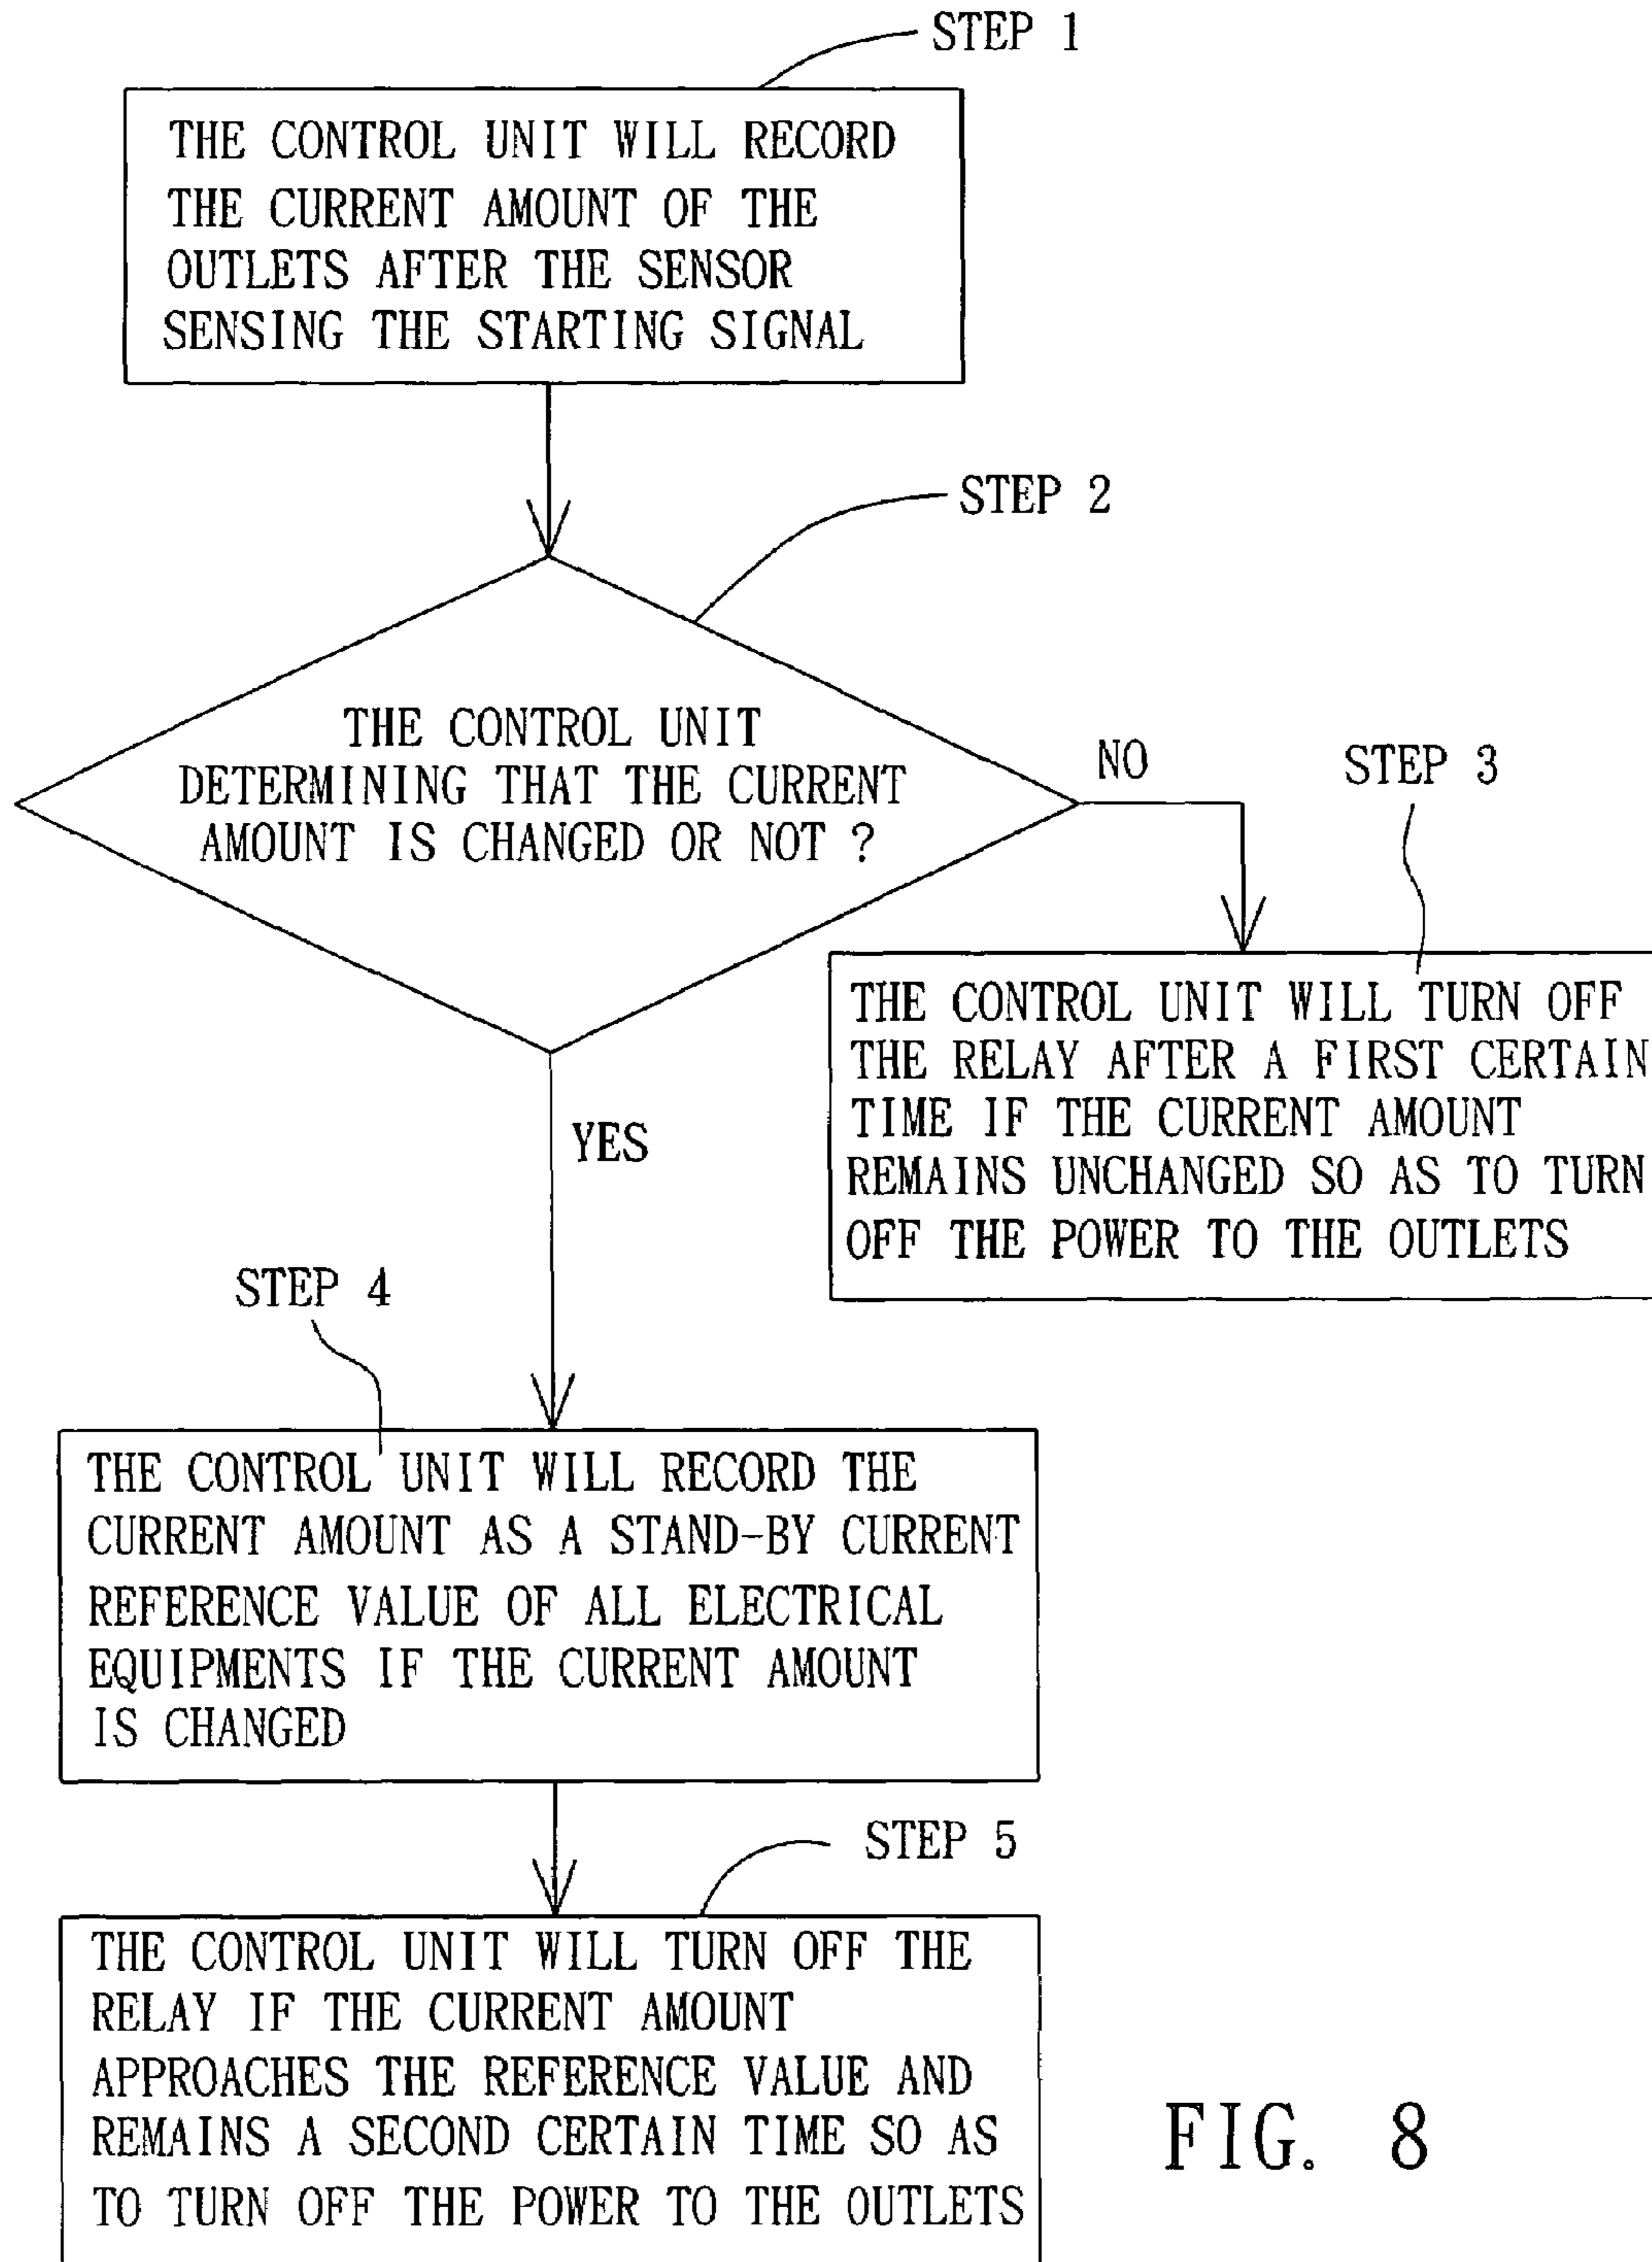 STEP 1
THE CONTROL UNIT WILL RECORD
THE CURRENT AMOUNT OF THE
OUTLETS AFTER THE SENSOR
SENSING THE STARTING SIGNAL
STEP 2
THE CONTROL UNIT
DETERMINING THAT THE CURRENT
AMOUNT IS CHANGED OR NOT ?
NO
STEP 3
THE CONTROL UNIT WILL TURN OFF
THE RELAY AFTER A FIRST CERTAIN
TIME IF THE CURRENT AMOUNT
REMAINS UNCHANGED SO AS TO TURN
OFF THE POWER TO THE OUTLETS
YES
STEP 4
THE CONTROL UNIT WILL RECORD THE
CURRENT AMOUNT AS A STAND-BY CURRENT
REFERENCE VALUE OF ALL ELECTRICAL
EQUIPMENTS IF THE CURRENT AMOUNT
IS CHANGED
STEP 5
THE CONTROL UNIT WILL TURN OFF THE
RELAY IF THE CURRENT AMOUNT
APPROACHES THE REFERENCE VALUE AND
REMAINS A SECOND CERTAIN TIME SO AS
TO TURN OFF THE POWER TO THE OUTLETS
FIG. 8